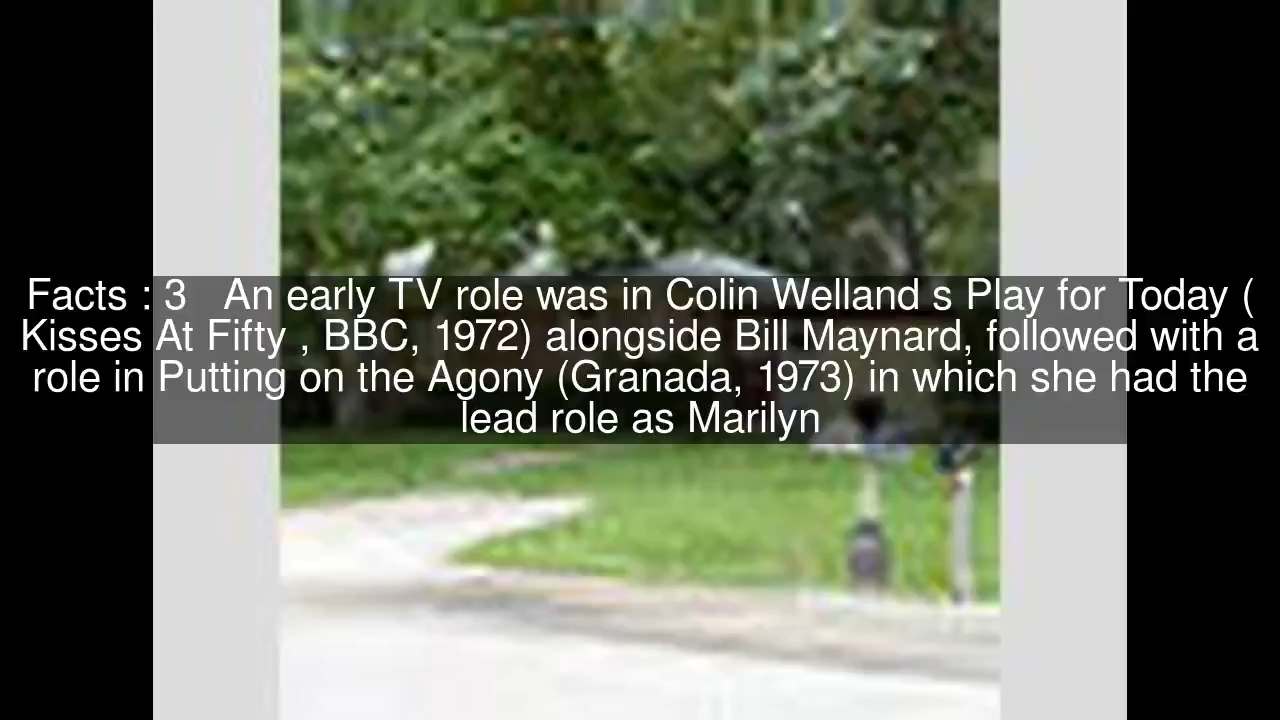 Facts : 3   An early TV role was in Colin Welland s Play for Today (
Kisses At Fifty , BBC, 1972) alongside Bill Maynard, followed with a
role in Putting on the Agony (Granada, 1973) in which she had the
lead role as Marilyn